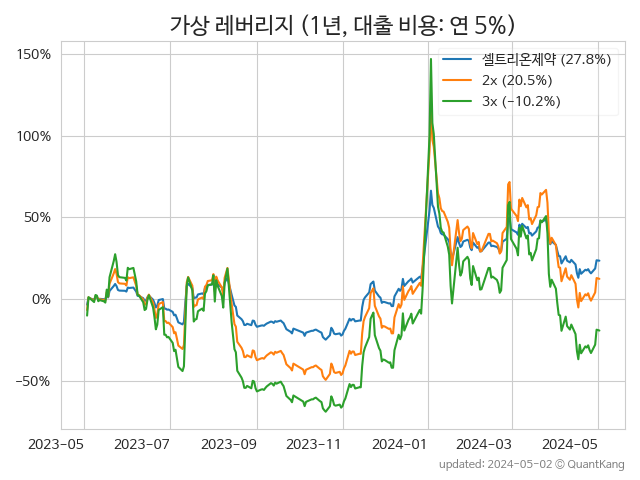 가상 레버리지 (1년, 대출 비용: 연 5%)
셀트리온제약 (27.8%)
2x (20.5%)
3x (−10.2%)
150%
100%
50%
0%
−50%
2023-05 2023-07 2023-09 2023-11 2024-01 2024-03 2024-05
updated: 2024-05-02 © QuantKang